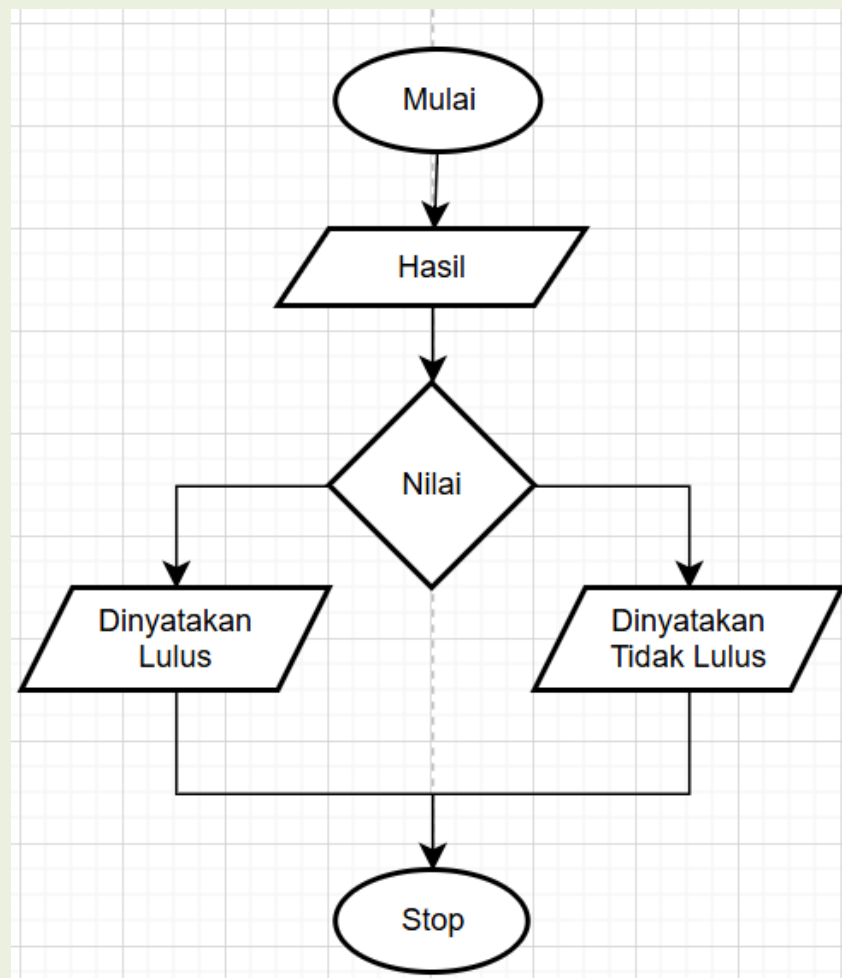 Mulai
Hasil
Nilai
Dinyatakan
Lulus
Dinyatakan
Tidak Lulus
Stop